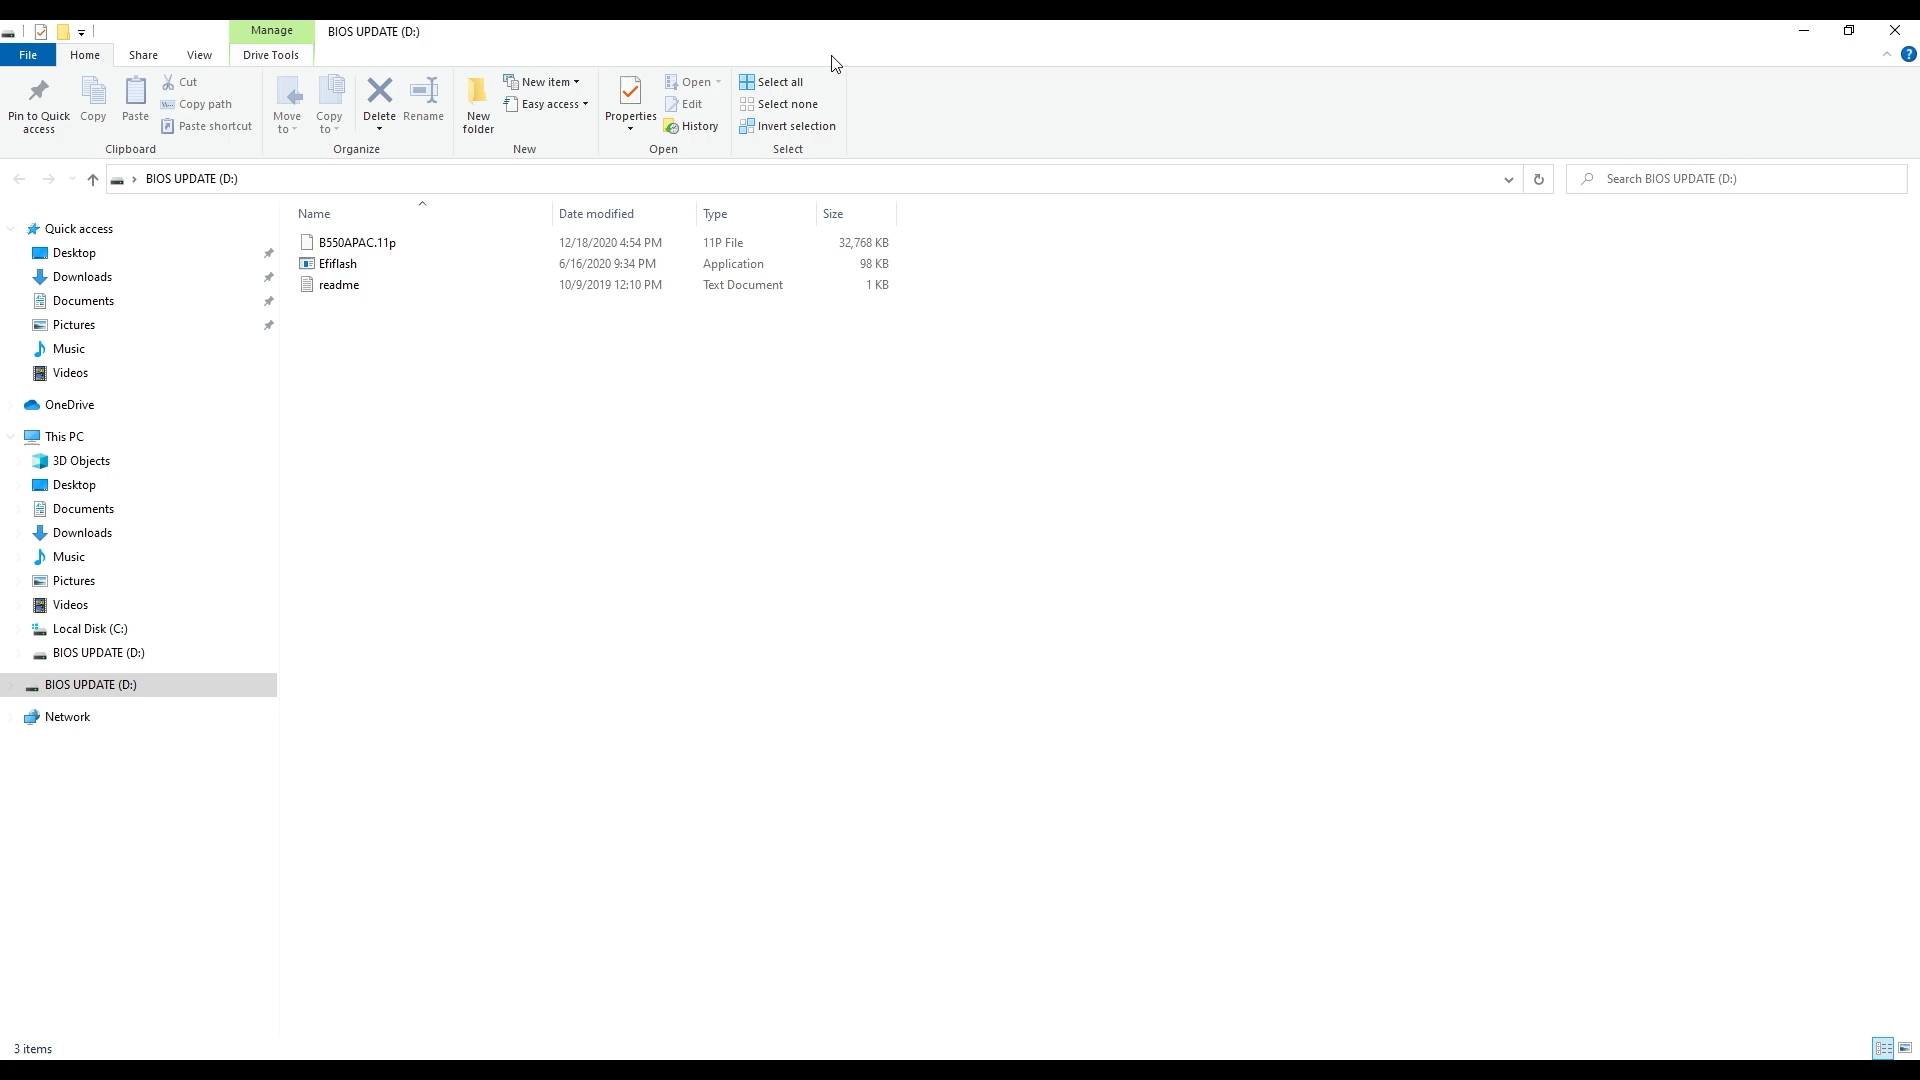 Manage
BIOS UPDATE (D:)
File
Home
Share
View
Drive Tools
Pin to Quick access
Copy
Paste
Cut
Copy path
Paste shortcut
Clipboard
Move to
Copy to
Delete
Rename
Organize
New folder
New item
Easy access
New
Properties
Open
Edit
History
Open
Select all
Select none
Invert selection
Select
BIOS UPDATE (D:)
Search BIOS UPDATE (D:)
Name Date modified Type Size
B550APAC.11p 12/18/2020 4:54 PM 11P File 32,768 KB
Efiflash 6/16/2020 9:34 PM Application 98 KB
readme 10/9/2019 12:10 PM Text Document 1 KB
Quick access
Desktop
Downloads
Documents
Pictures
Music
Videos
OneDrive
This PC
3D Objects
Desktop
Documents
Downloads
Music
Pictures
Videos
Local Disk (C:)
BIOS UPDATE (D:)
BIOS UPDATE (D:)
Network
3 items